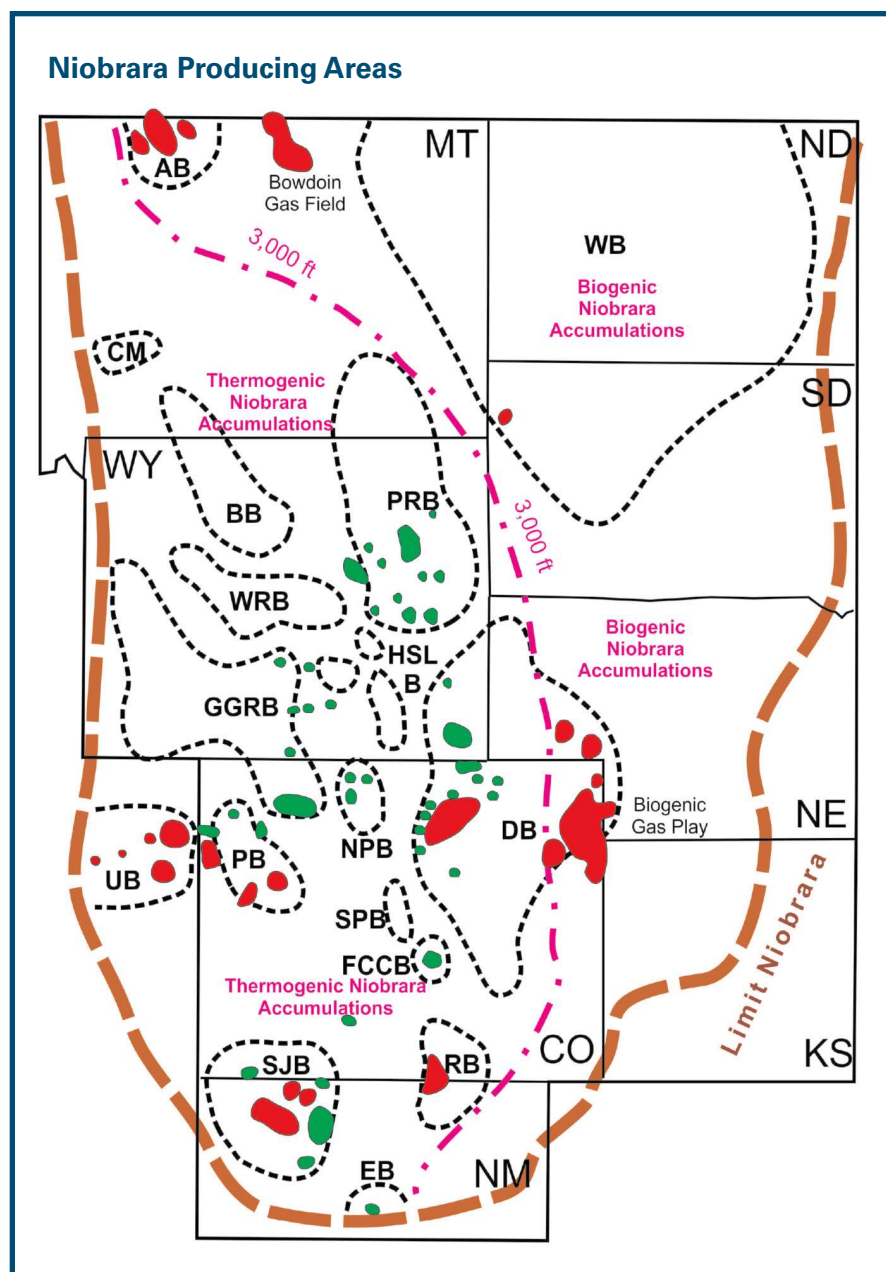 Niobrara Producing Areas
MT
ND
AB
Bowdoin
Gas Field
3,000 ft
WB
Biogenic
Niobrara
Accumulations
CM
SD
Thermogenic
Niobrara
Accumulations
WY
BB
PRB
3,000 ft
WRB
HSL
B
Biogenic
Niobrara
Accumulations
GGRB
Biogenic
Gas Play
NE
DB
NPB
PB
UB
SPB
FCCB
Limit Niobrara
Thermogenic Niobrara
Accumulations
CO
KS
SJB
RB
EB
NM